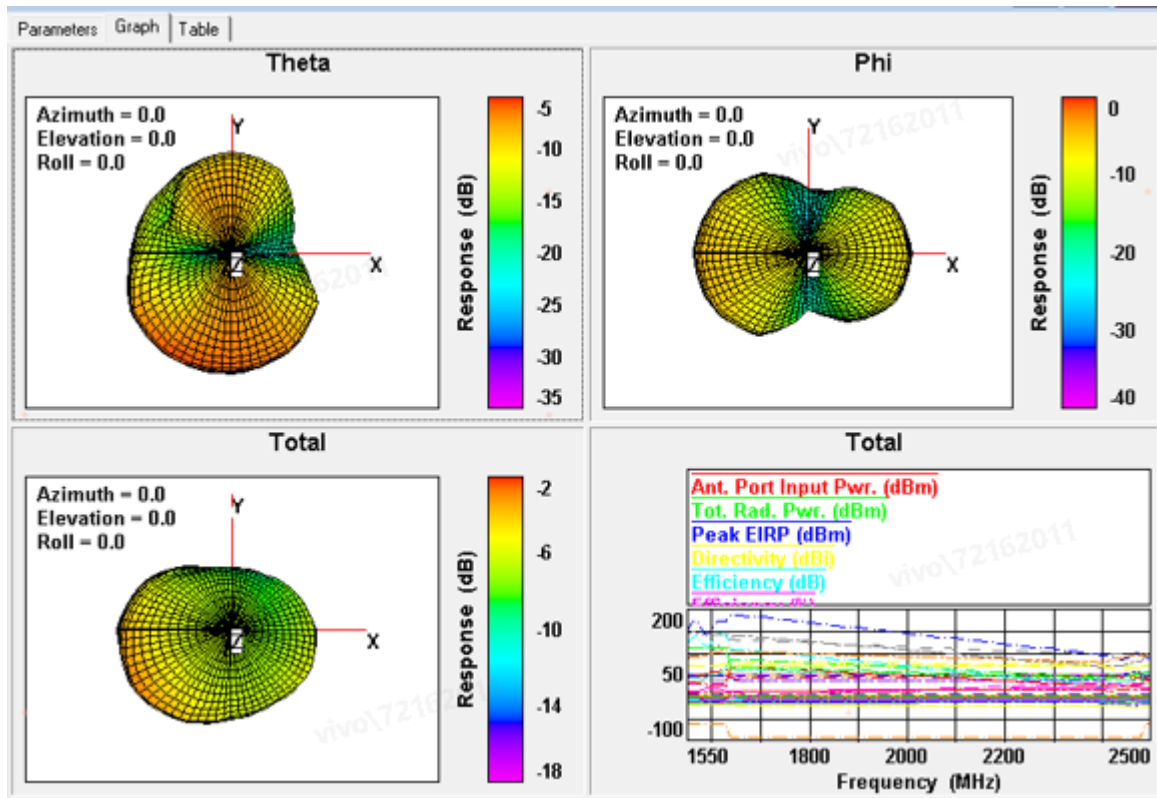 Parameters Graph Table
Theta
Azimuth = 0.0
Elevation = 0.0
Roll = 0.0
Y
X
Z
Response (dB)
-5
-10
-15
-20
-25
-30
-35
Phi
Azimuth = 0.0
Elevation = 0.0
Roll = 0.0
Y
X
Z
Response (dB)
0
-10
-20
-30
-40
vivo\72162011
Total
Azimuth = 0.0
Elevation = 0.0
Roll = 0.0
Y
X
Z
Response (dB)
-2
-6
-10
-14
-18
Total
Ant. Port Input Pwr. (dBm)
Tot. Rad. Pwr. (dBm)
Peak EIRP (dBm)
Directivity (dBi)
Efficiency (dB)
vivo\72162011
200
50
-100
1550 1800 2000 2200 2500
Frequency (MHz)
vivo\72162011